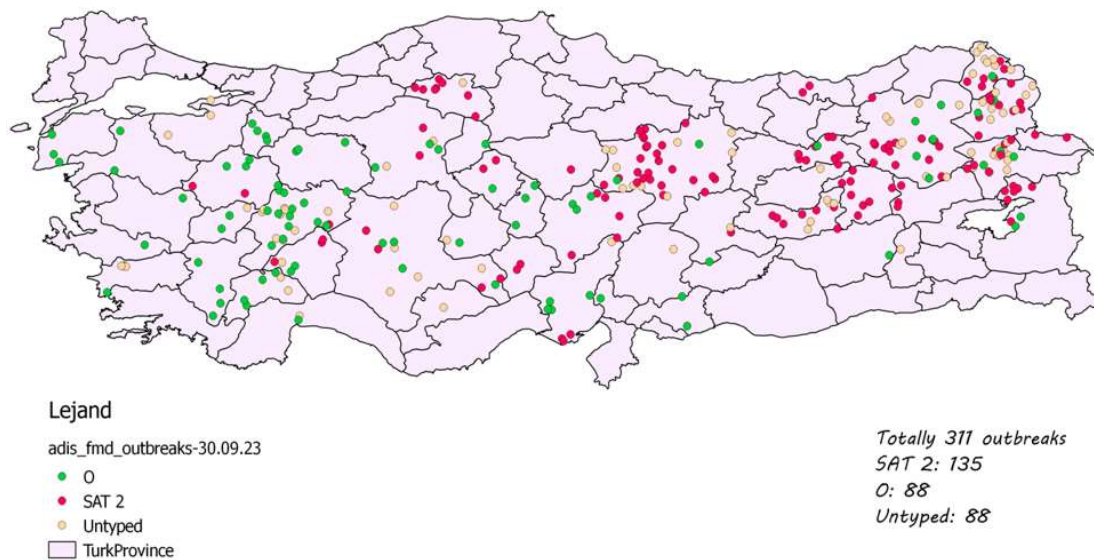 Lejand
adis_fmd_outbreaks-30.09.23
O
SAT 2
Untyped
TurkProvince
Totally 311 outbreaks
SAT 2: 135
O: 88
Untyped: 88